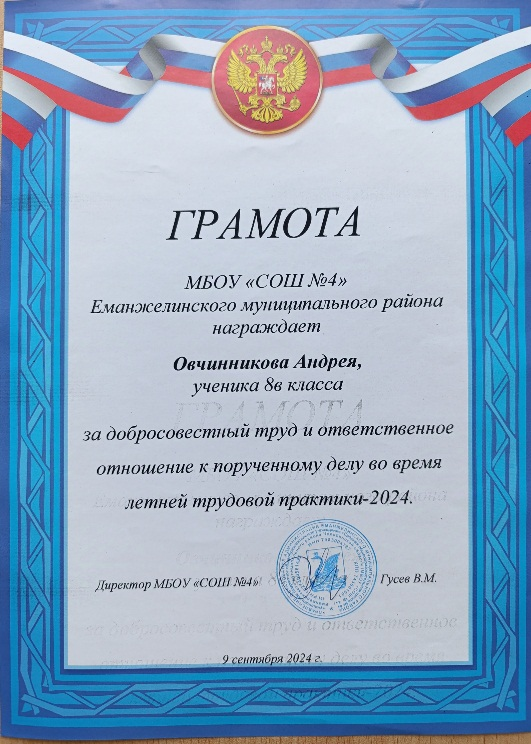 ГРАМОТА
МБОУ «СОШ №4»
Еманжелинского муниципального района
награждает
Овчинникова Андрея,
ученика 8в класса
за добросовестный труд и ответственное
отношение к порученному делу во время
летней трудовой практики-2024.
Директор МБОУ «СОШ №4» Гусев В.М.
9 сентября 2024 г.